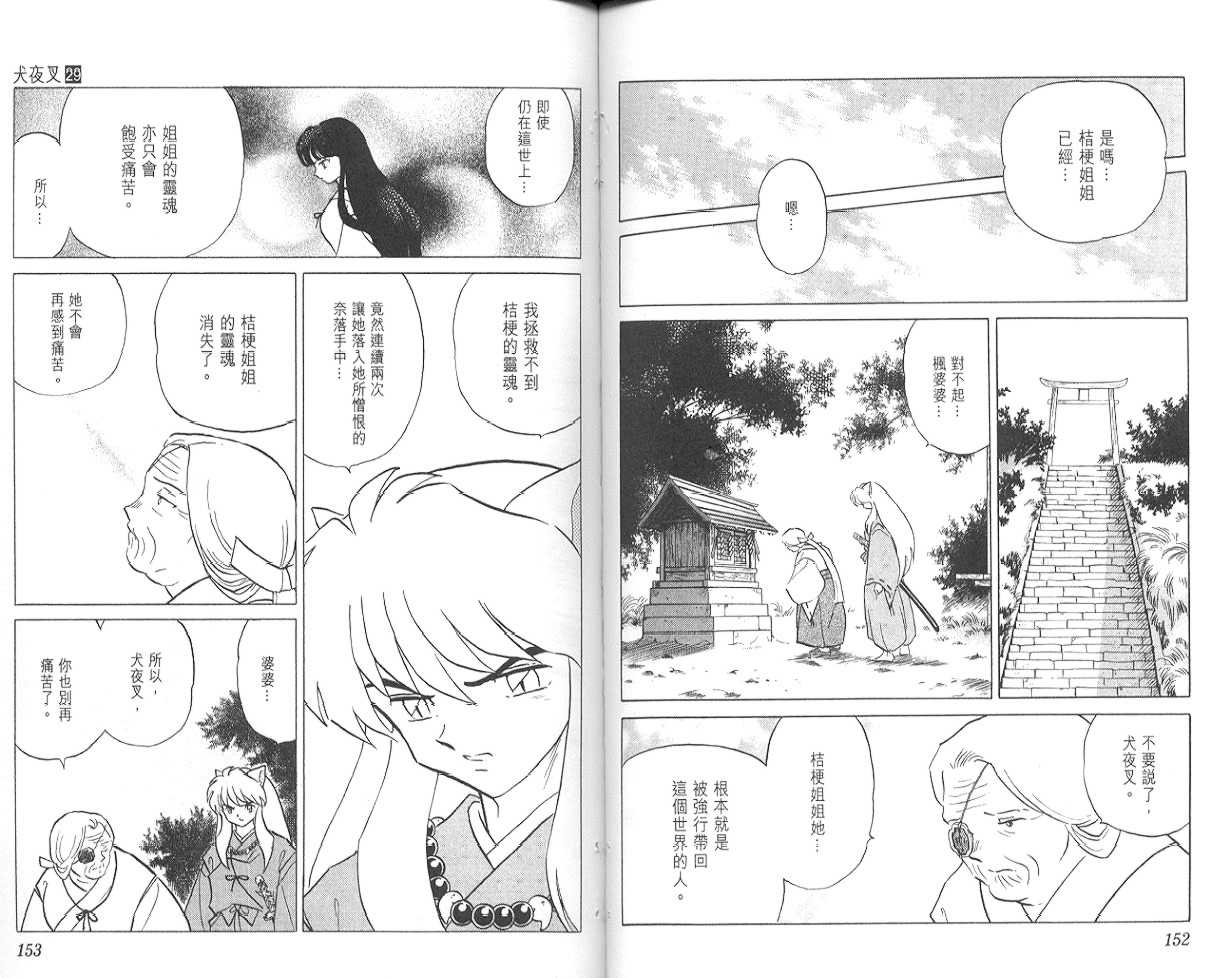 是嗎…
桔梗姐姐
已經…
嗯…
對不起…
楓婆婆…
不要說了，
犬夜叉。
桔梗姐姐她…
根本就是
被強行帶回
這個世界的人。
152
犬夜叉29
即使
仍在這世上…
姐姐的靈魂
亦只會
飽受痛苦。
所以…
我拯救不到
桔梗的靈魂。
竟然連續兩次
讓她落入她所憎恨的
奈落手中…
桔梗姐姐
的靈魂
消失了。
她不會
再感到痛苦。
婆婆…
所以，
犬夜叉，
你也別再
痛苦了。
153